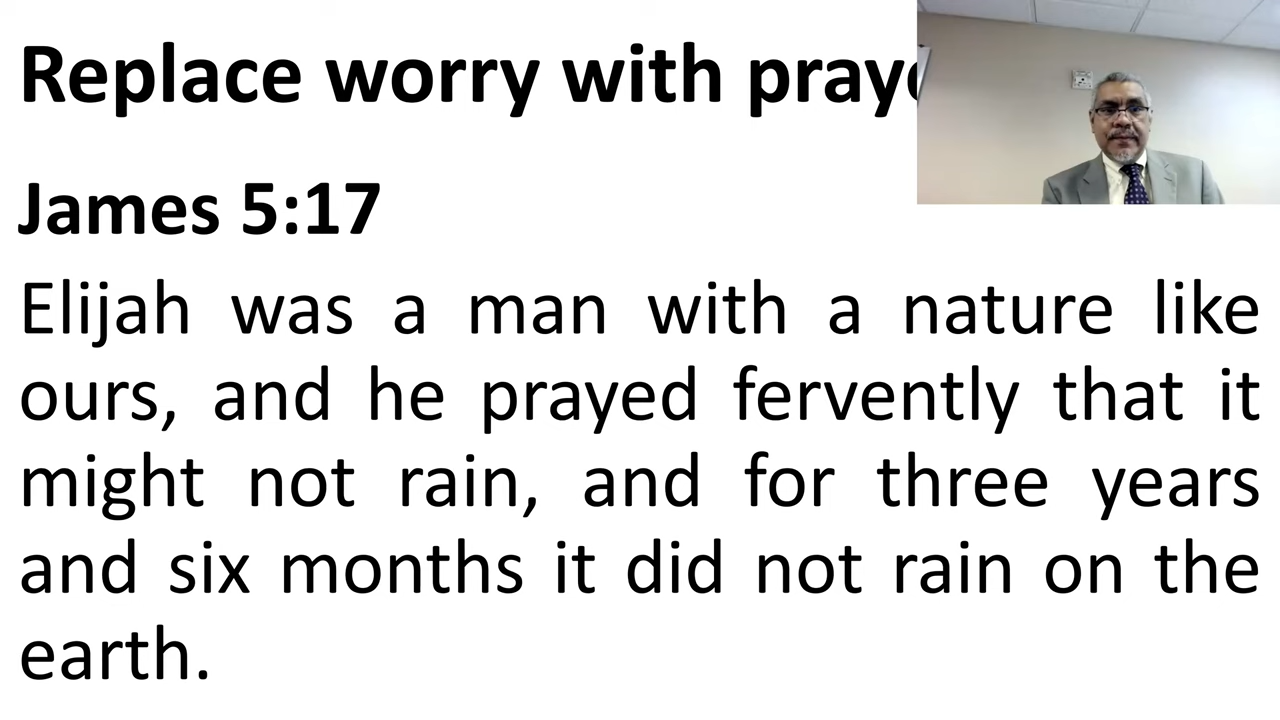 Replace worry with praye
James 5:17
Elijah was a man with a nature like
ours, and he prayed fervently that it
might not rain, and for three years
and six months it did not rain on the
earth.